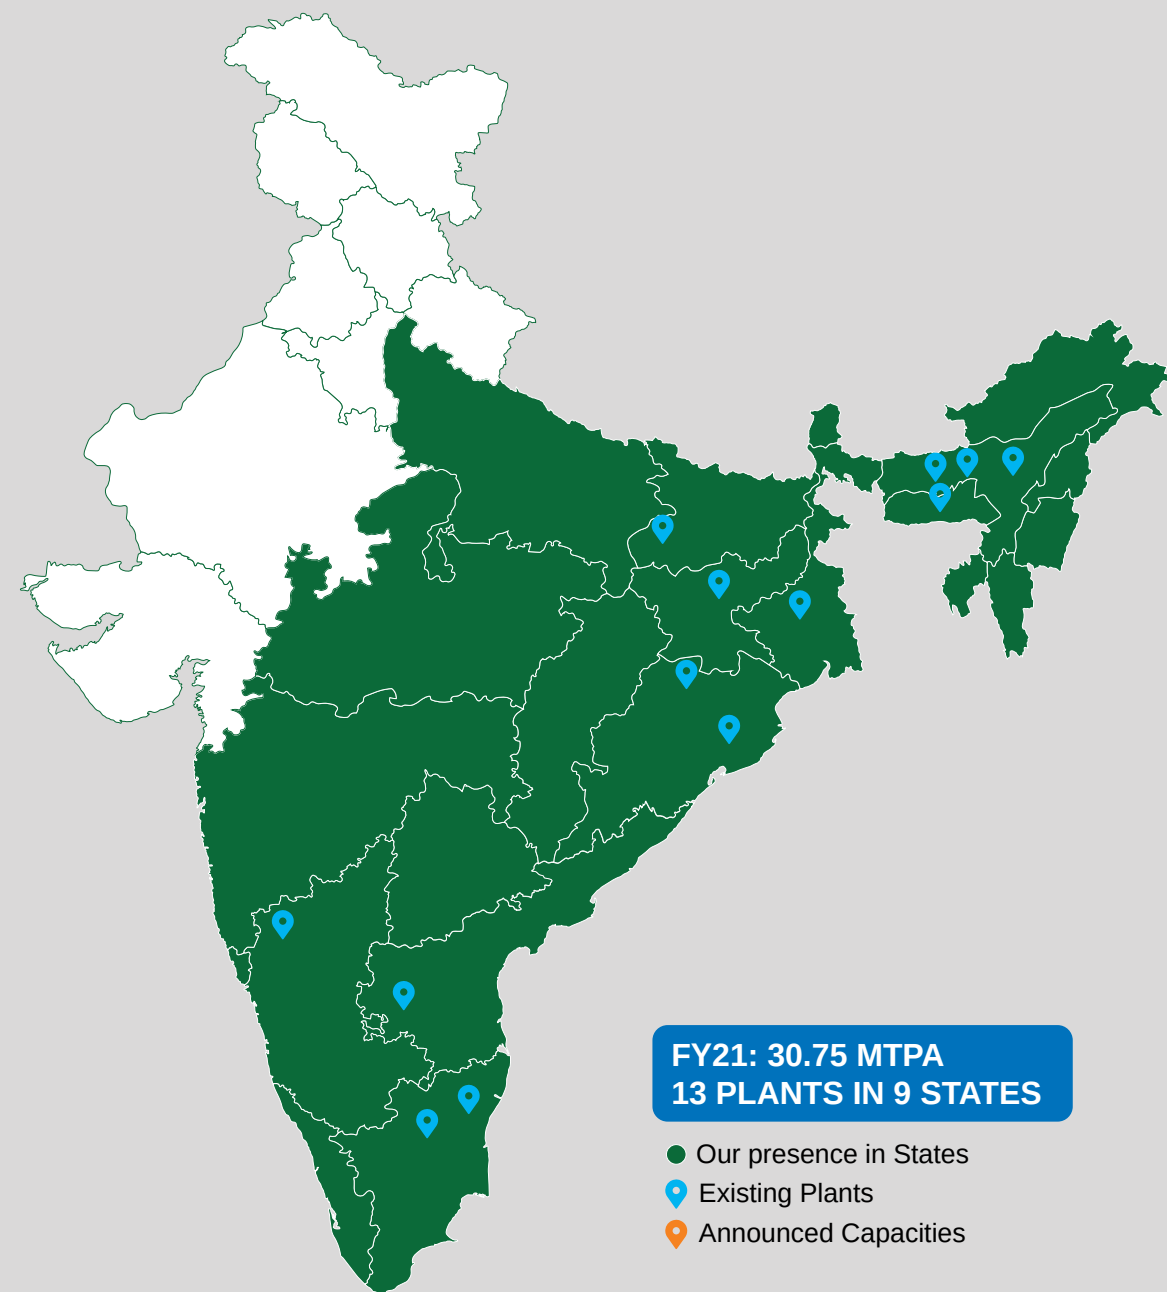 FY21: 30.75 MTPA
13 PLANTS IN 9 STATES
Our presence in States
Existing Plants
Announced Capacities